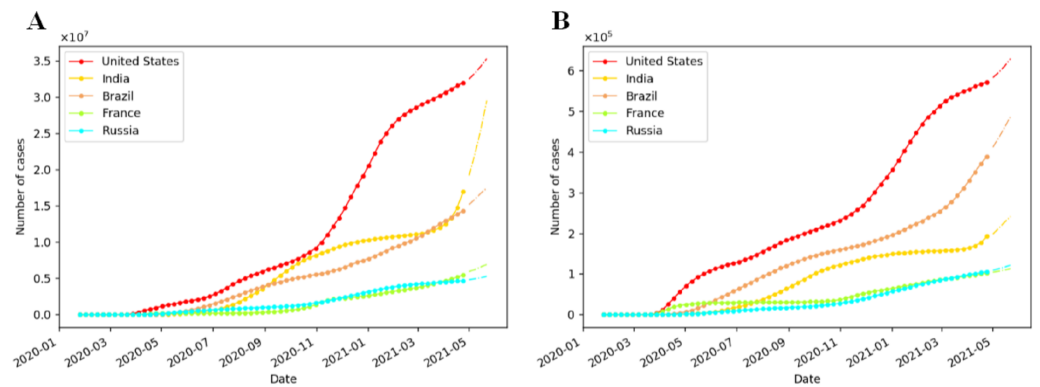 A
×10⁷
3.5
3.0
2.5
2.0
1.5
1.0
0.5
0.0
Number of cases
United States
India
Brazil
France
Russia
2020-01
2020-03
2020-05
2020-07
2020-09
2020-11
2021-01
2021-03
2021-05
Date
B
×10⁵
6
5
4
3
2
1
0
Number of cases
United States
India
Brazil
France
Russia
2020-01
2020-03
2020-05
2020-07
2020-09
2020-11
2021-01
2021-03
2021-05
Date